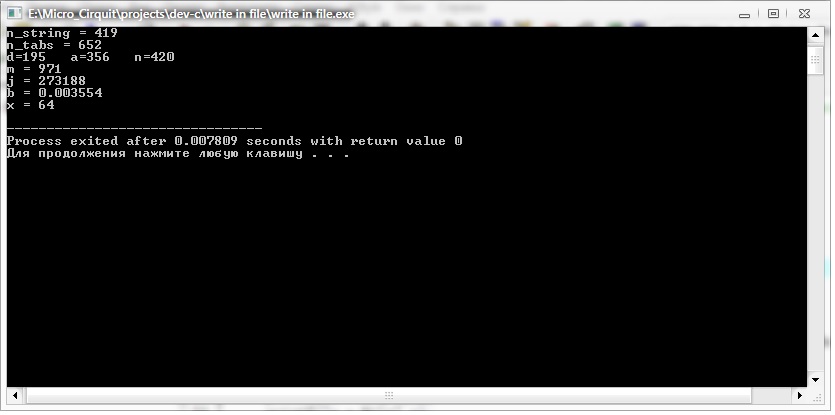 E:\Micro_Cirquit\projects\dev-c\write in file\write in file.exe
n_string = 419
n_tabs = 652
d=195   a=356   n=420
m = 971
j = 273188
b = 0.003554
x = 64
--------------------------------
Process exited after 0.007809 seconds with return value 0
Для продолжения нажмите любую клавишу . . .